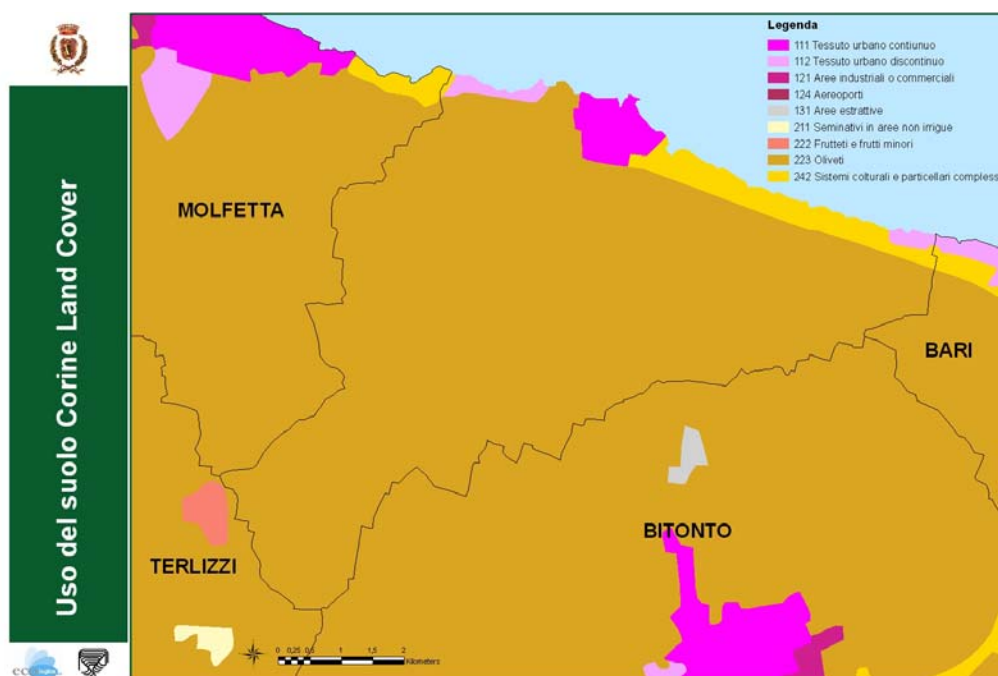 Uso del suolo Corine Land Cover
Legenda
111 Tessuto urbano contiunuo
112 Tessuto urbano discontinuo
121 Aree industriali o commerciali
124 Aereoporti
131 Aree estrattive
211 Seminativi in aree non irrigue
222 Frutteti e frutti minori
223 Oliveti
242 Sistemi colturali e particellari compless
MOLFETTA
BARI
BITONTO
TERLIZZI
0 0,25 0,5 1 1,5 2
Kilometers